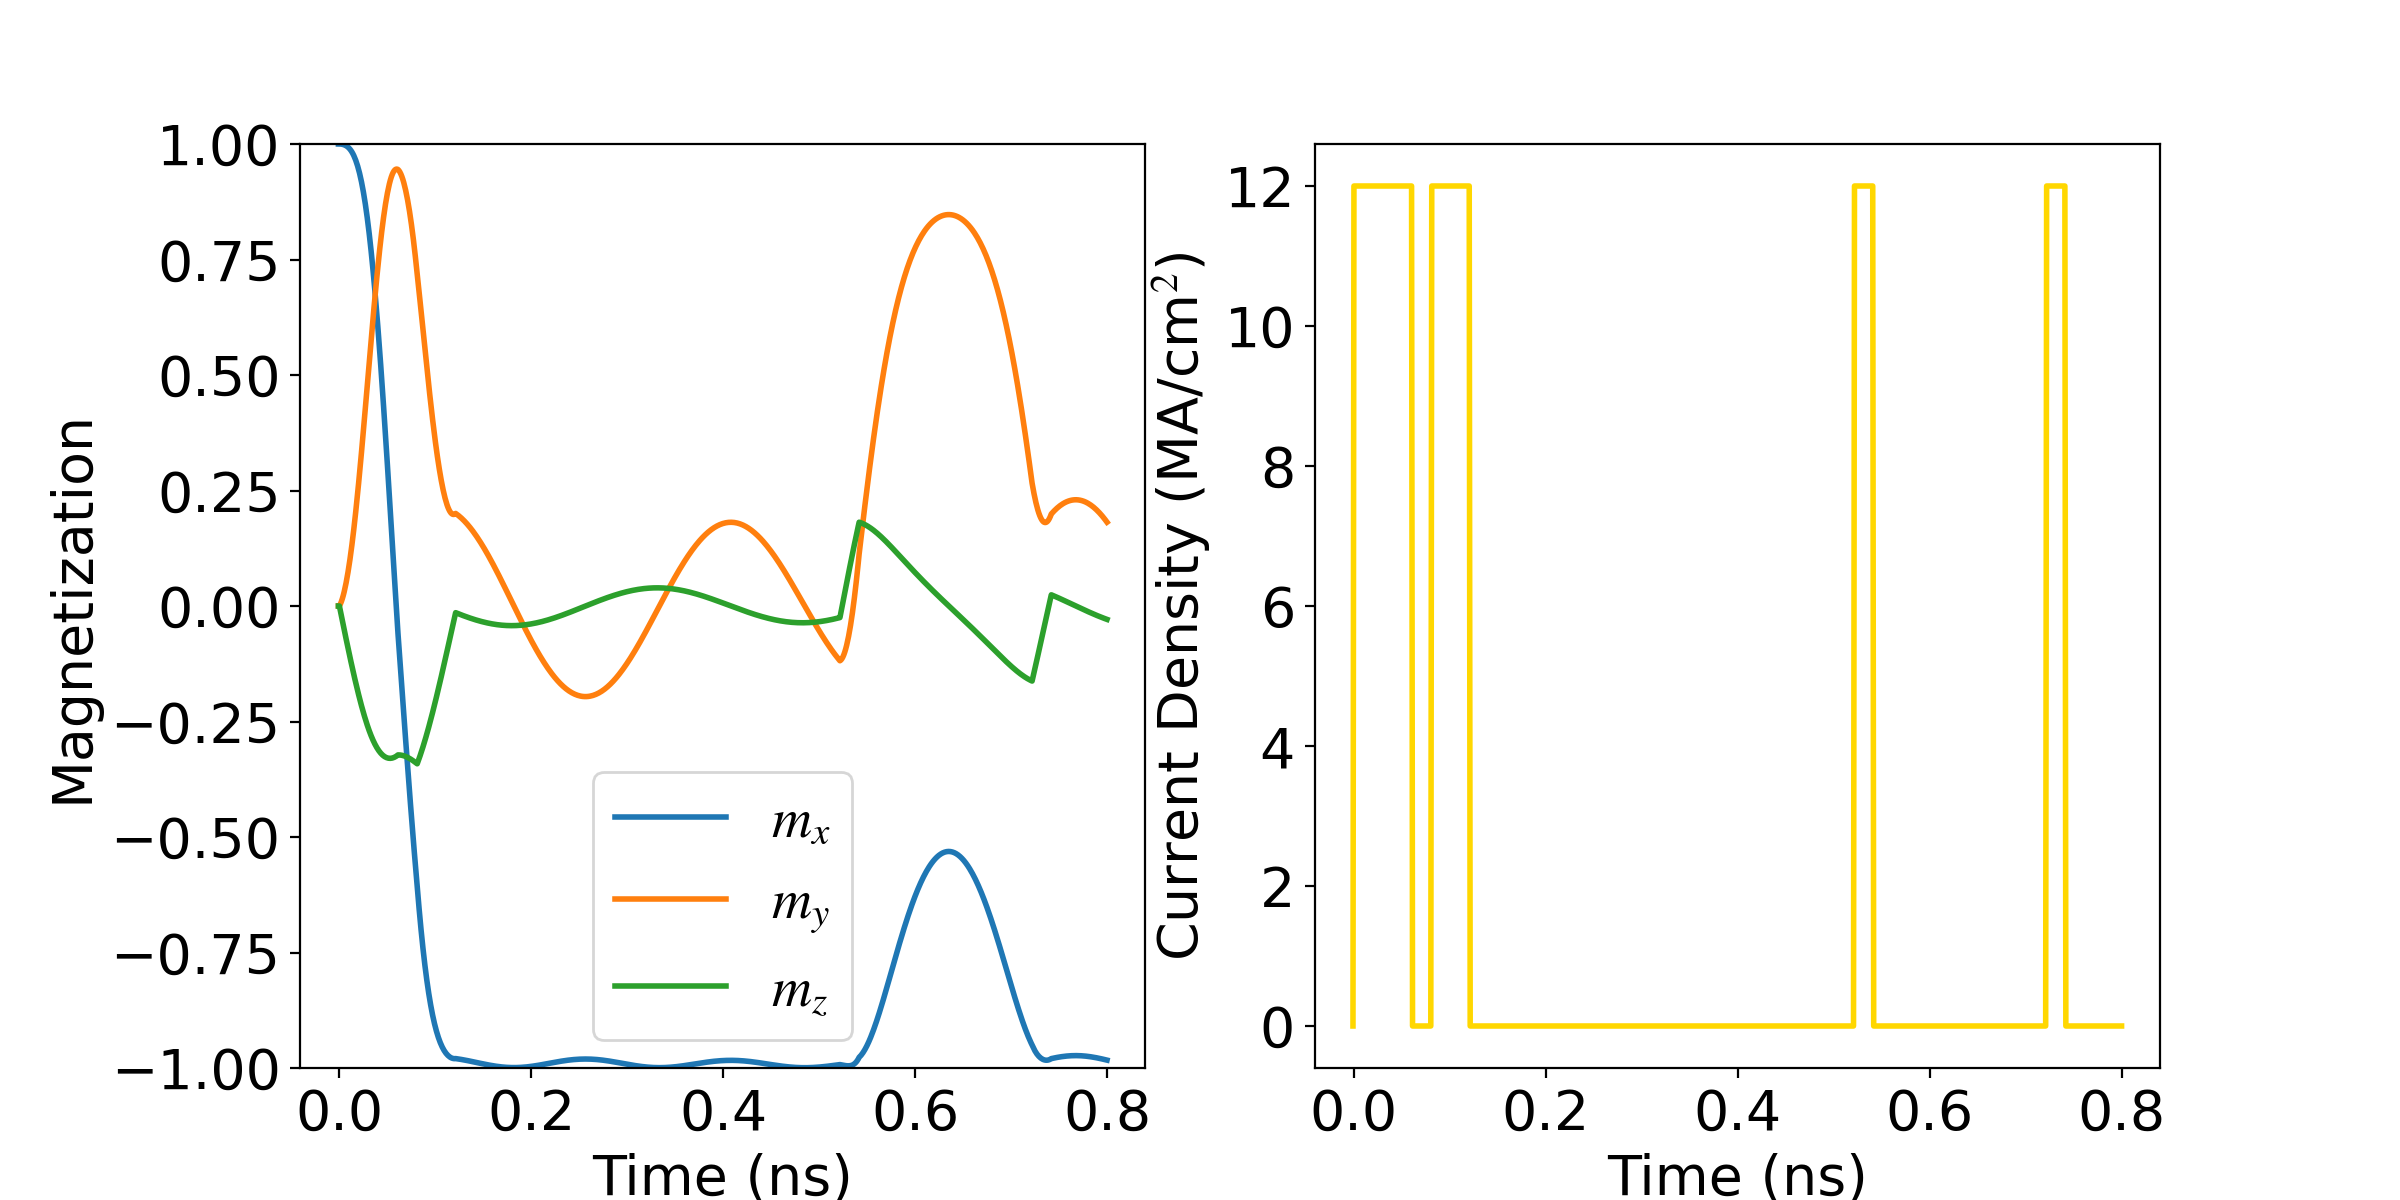 Magnetization
1.00
0.75
0.50
0.25
0.00
−0.25
−0.50
−0.75
−1.00
m_x
m_y
m_z
0.0 0.2 0.4 0.6 0.8
Time (ns)
Current Density (MA/cm²)
12
10
8
6
4
2
0
0.0 0.2 0.4 0.6 0.8
Time (ns)